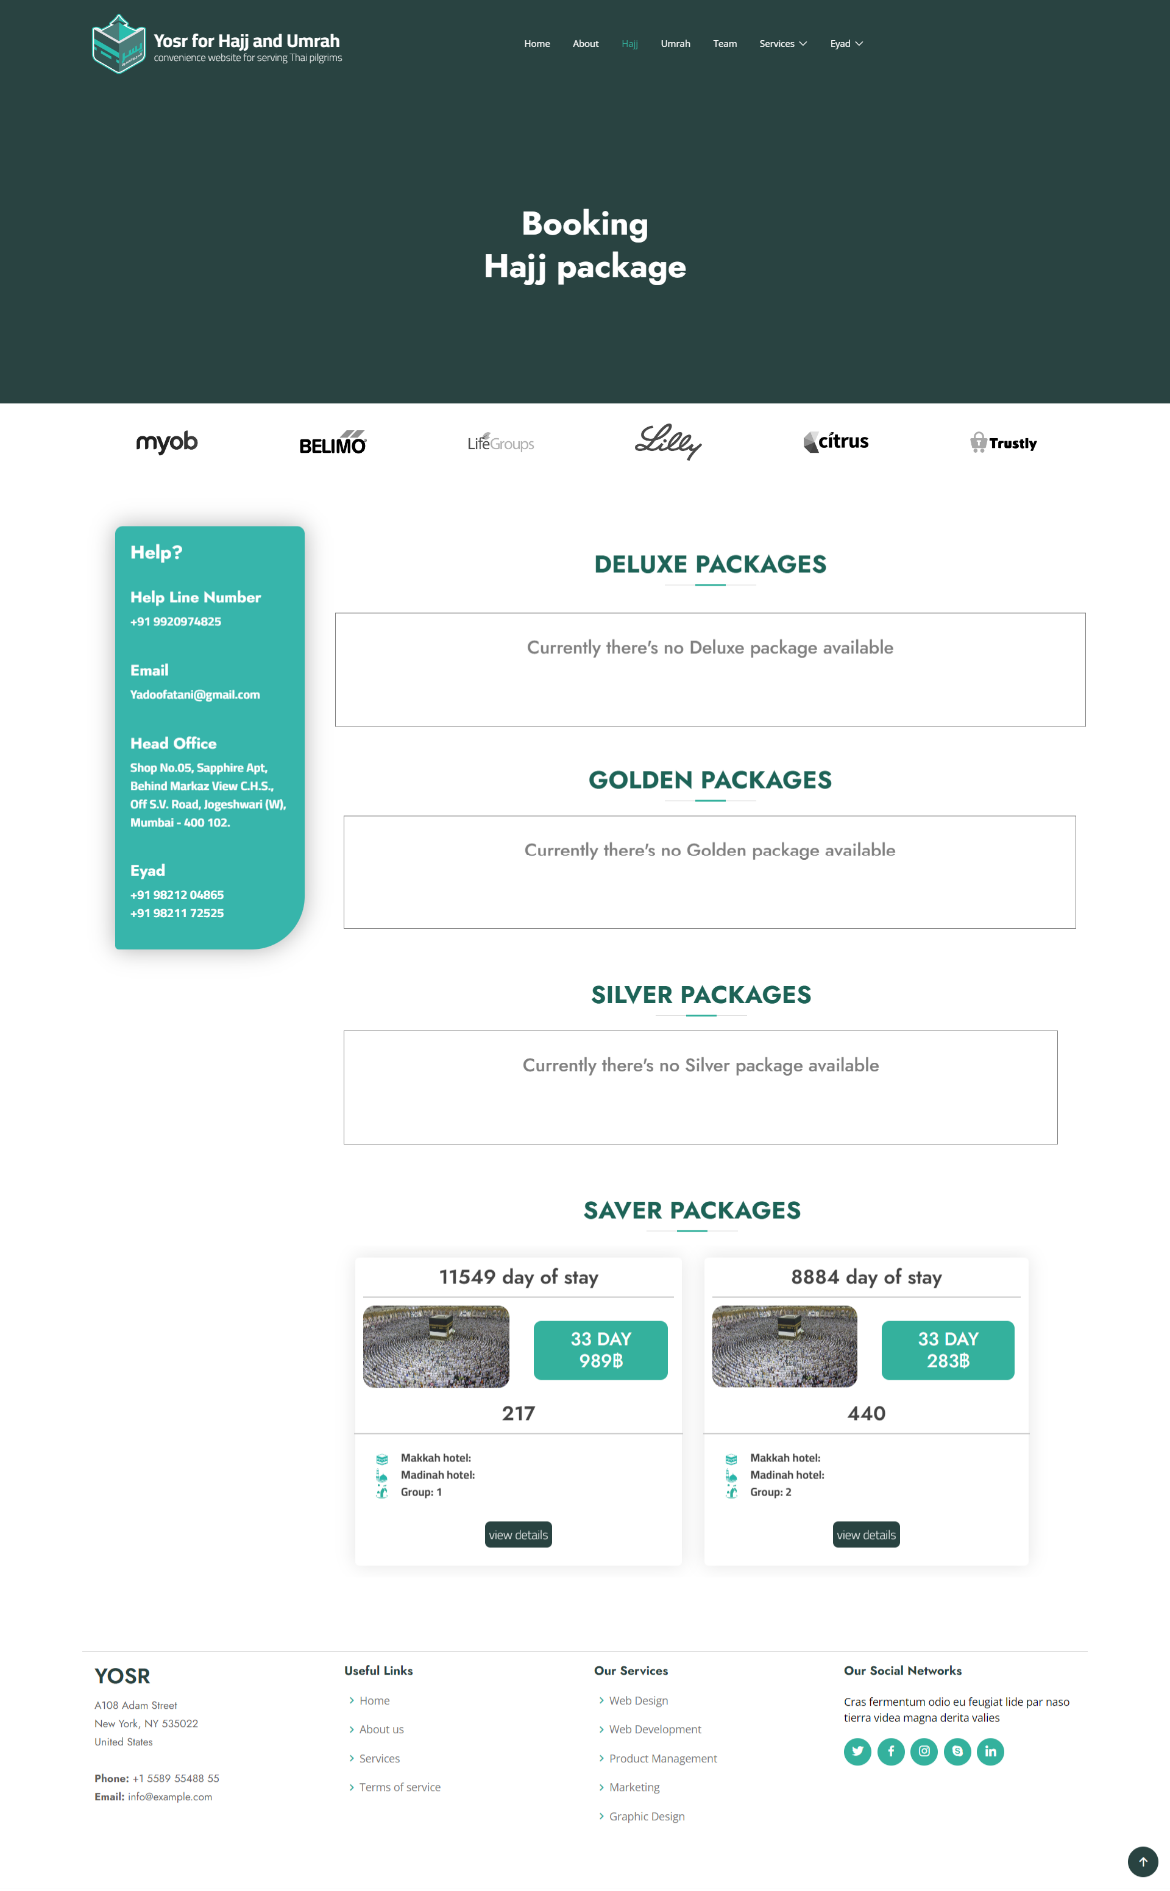 Yosr for Hajj and Umrah
convenience website for serving Thai pilgrims
Home About Hajj Umrah Team Services Eyad
Booking
Hajj package
myob
BELIMO
LifeGroups
Lilly
citrus
Trustly
Help?
Help Line Number
+91 9920974825
Email
Yadoofatani@gmail.com
Head Office
Shop No.05, Sapphire Apt,
Behind Markaz View C.H.S.,
Off S.V. Road, Jogeshwari (W),
Mumbai - 400 102.
Eyad
+91 98212 04865
+91 98211 72525
DELUXE PACKAGES
Currently there's no Deluxe package available
GOLDEN PACKAGES
Currently there's no Golden package available
SILVER PACKAGES
Currently there's no Silver package available
SAVER PACKAGES
11549 day of stay
33 DAY
989฿
217
Makkah hotel:
Madinah hotel:
Group: 1
view details
8884 day of stay
33 DAY
283฿
440
Makkah hotel:
Madinah hotel:
Group: 2
view details
YOSR
A108 Adam Street
New York, NY 535022
United States
Phone: +1 5589 55488 55
Email: info@example.com
Useful Links
Home
About us
Services
Terms of service
Our Services
Web Design
Web Development
Product Management
Marketing
Graphic Design
Our Social Networks
Cras fermentum odio eu feugiat lide par naso
tierra videa magna derita valies